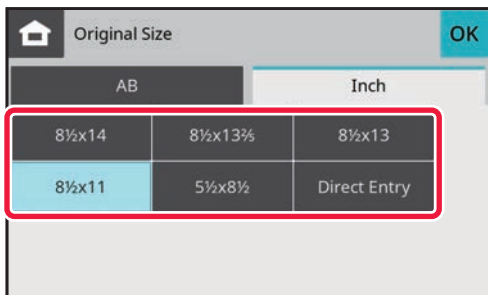 Original Size OK
AB Inch
8½x14 8½x13⅖ 8½x13
8½x11 5½x8½ Direct Entry